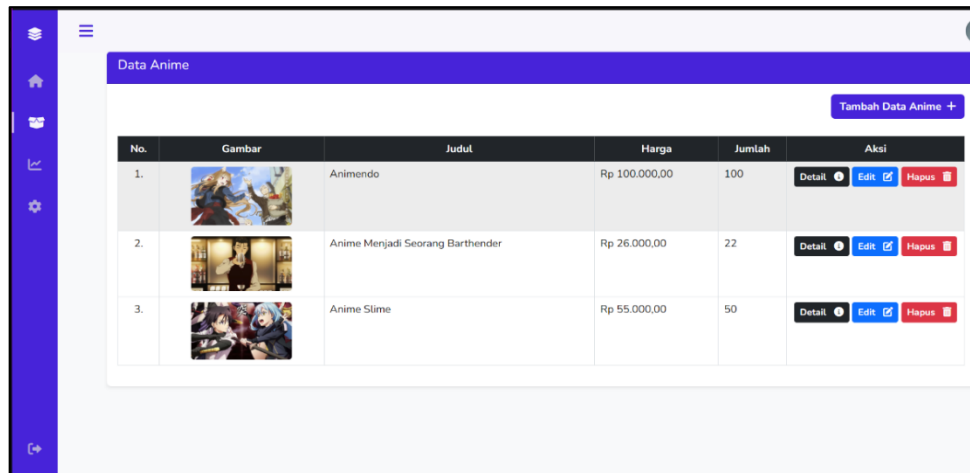 Data Anime
Tambah Data Anime +
No. Gambar Judul Harga Jumlah Aksi
1. Animendo Rp 100.000,00 100 Detail Edit Hapus
2. Anime Menjadi Seorang Barthender Rp 26.000,00 22 Detail Edit Hapus
3. Anime Slime Rp 55.000,00 50 Detail Edit Hapus